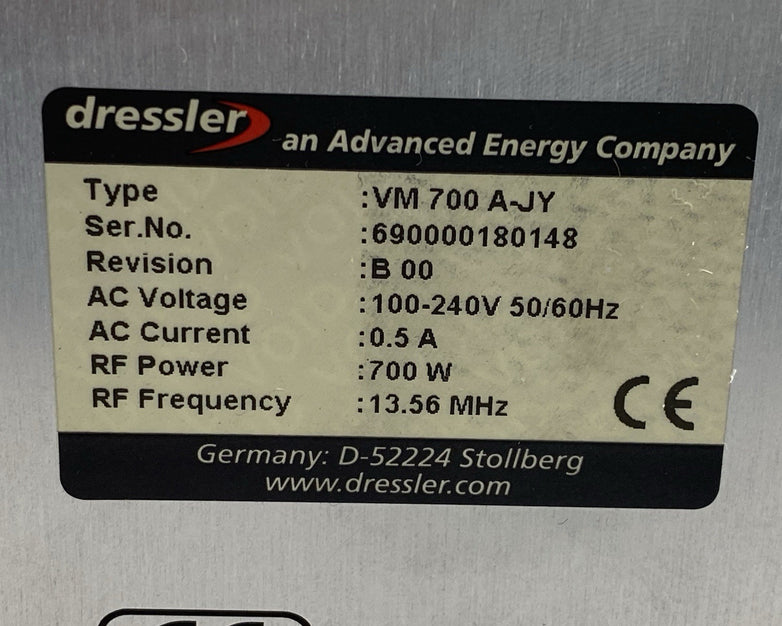 dressler
an Advanced Energy Company
Type :VM 700 A-JY
Ser.No. :690000180148
Revision :B 00
AC Voltage :100-240V 50/60Hz
AC Current :0.5 A
RF Power :700 W
RF Frequency :13.56 MHz
CE
Germany: D-52224 Stollberg
www.dressler.com